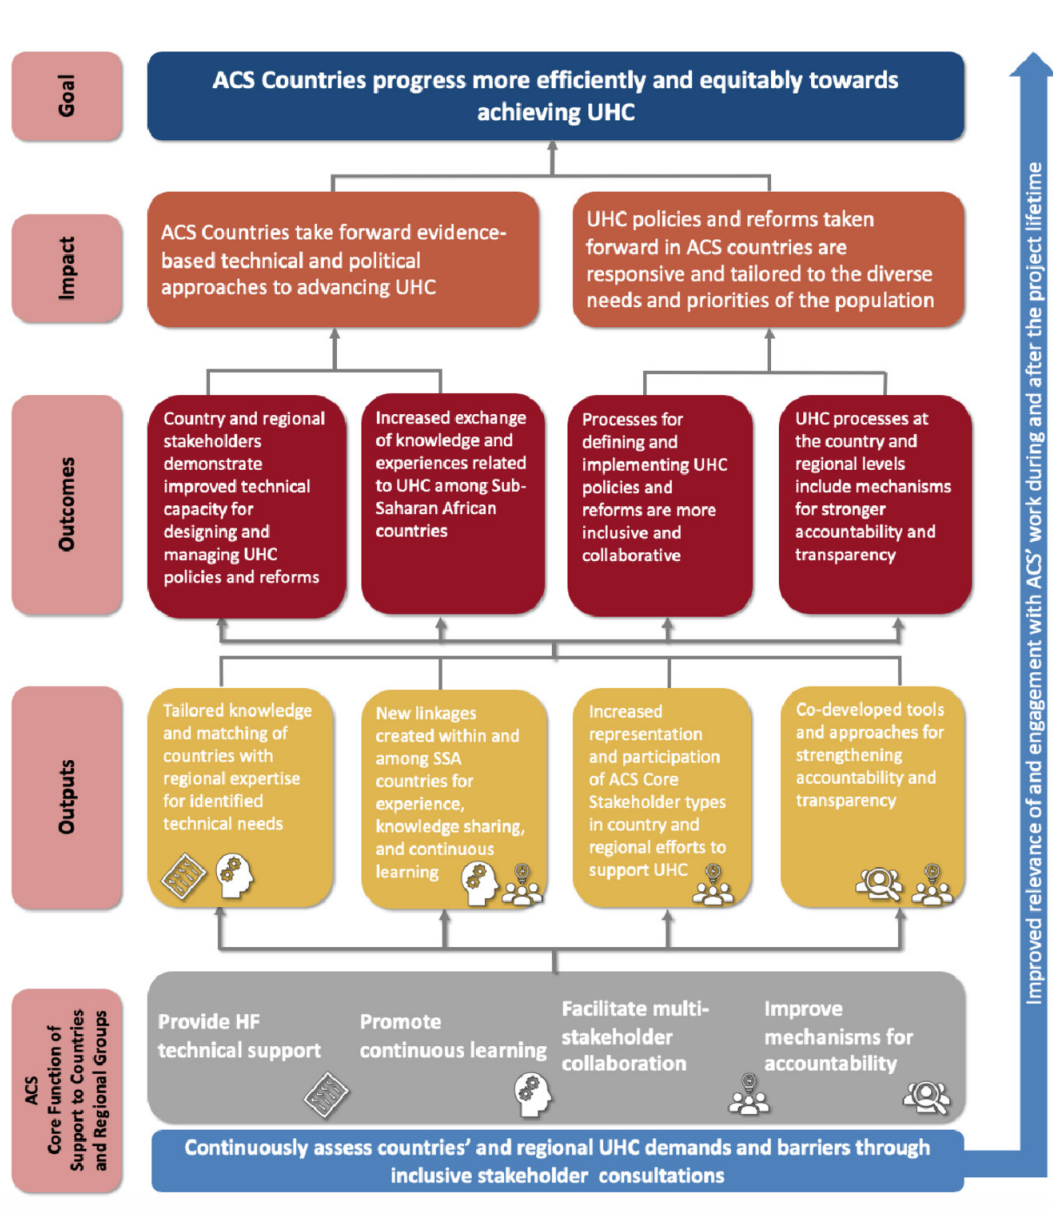 Goal
ACS Countries progress more efficiently and equitably towards
achieving UHC
Impact
ACS Countries take forward evidence-
based technical and political
approaches to advancing UHC
UHC policies and reforms taken
forward in ACS countries are
responsive and tailored to the diverse
needs and priorities of the population
Outcomes
Country and regional
stakeholders
demonstrate
improved technical
capacity for
designing and
managing UHC
policies and reforms
Increased exchange
of knowledge and
experiences related
to UHC among Sub-
Saharan African
countries
Processes for
defining and
implementing UHC
policies and
reforms are more
inclusive and
collaborative
UHC processes at
the country and
regional levels
include mechanisms
for stronger
accountability and
transparency
Outputs
Tailored knowledge
and matching of
countries with
regional expertise
for identified
technical needs
New linkages
created within and
among SSA
countries for
experience,
knowledge sharing,
and continuous
learning
Increased
representation
and participation
of ACS Core
Stakeholder types
in country and
regional efforts to
support UHC
Co-developed tools
and approaches for
strengthening
accountability and
transparency
ACS
Core Function of
Support to Countries
and Regional Groups
Provide HF
technical support
Promote
continuous learning
Facilitate multi-
stakeholder
collaboration
Improve
mechanisms for
accountability
Continuously assess countries' and regional UHC demands and barriers through
inclusive stakeholder consultations
Improved relevance of and engagement with ACS' work during and after the project lifetime